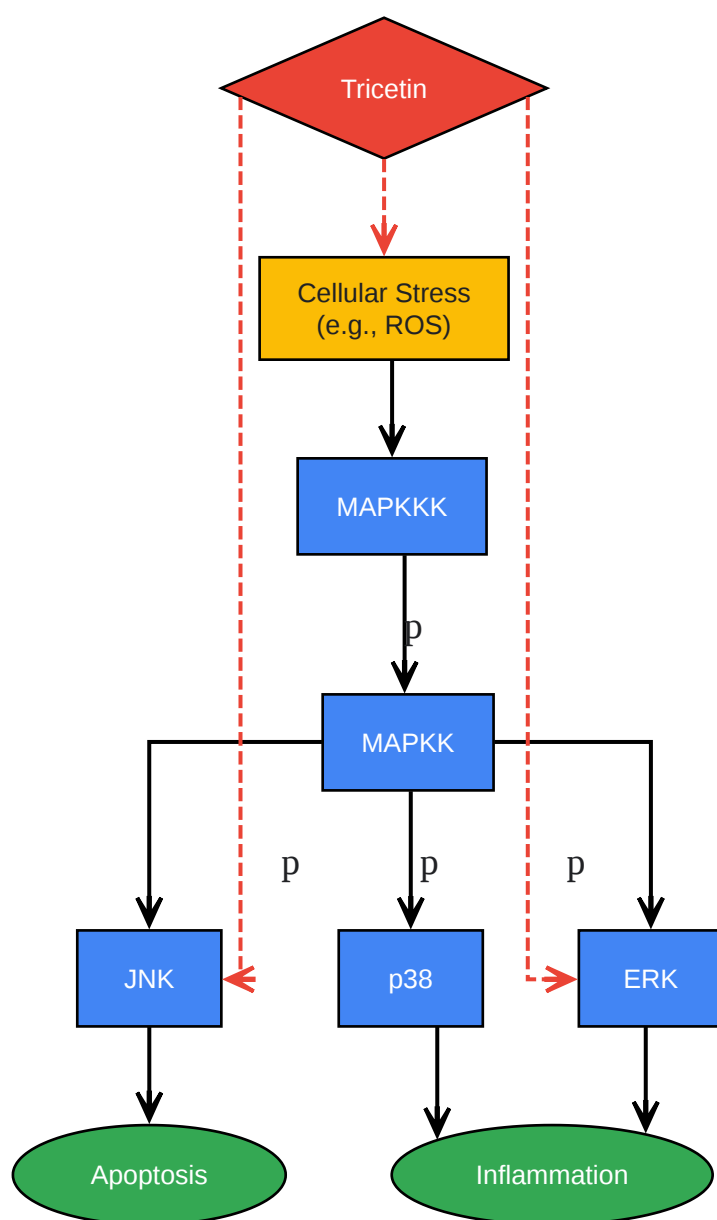 Tricetin
Cellular Stress
(e.g., ROS)
MAPKKK
p
MAPKK
p
p
p
JNK
p38
ERK
Apoptosis
Inflammation